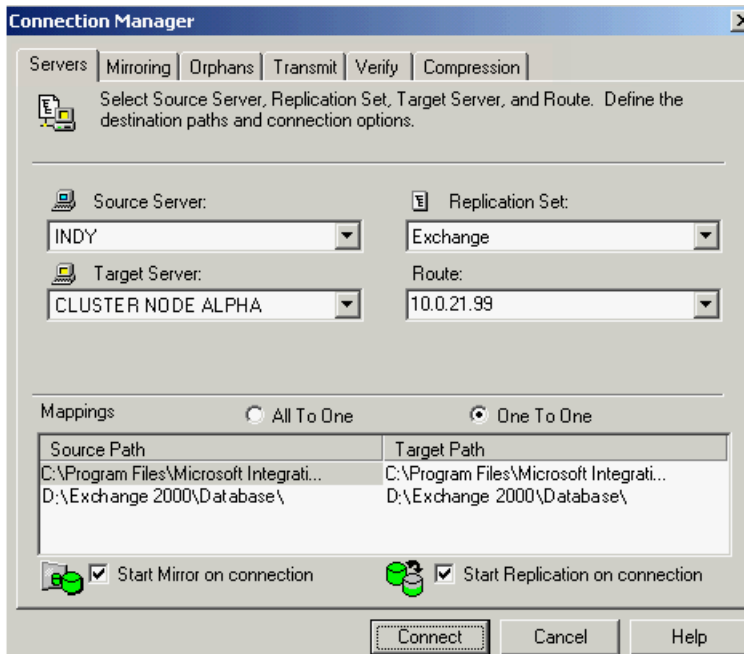 Connection Manager
Servers Mirroring Orphans Transmit Verify Compression
Select Source Server, Replication Set, Target Server, and Route. Define the
destination paths and connection options.
Source Server: Replication Set:
INDY Exchange
Target Server: Route:
CLUSTER NODE ALPHA 10.0.21.99
Mappings All To One One To One
Source Path Target Path
C:\Program Files\Microsoft Integrati... C:\Program Files\Microsoft Integrati...
D:\Exchange 2000\Database\ D:\Exchange 2000\Database\
Start Mirror on connection Start Replication on connection
Connect Cancel Help